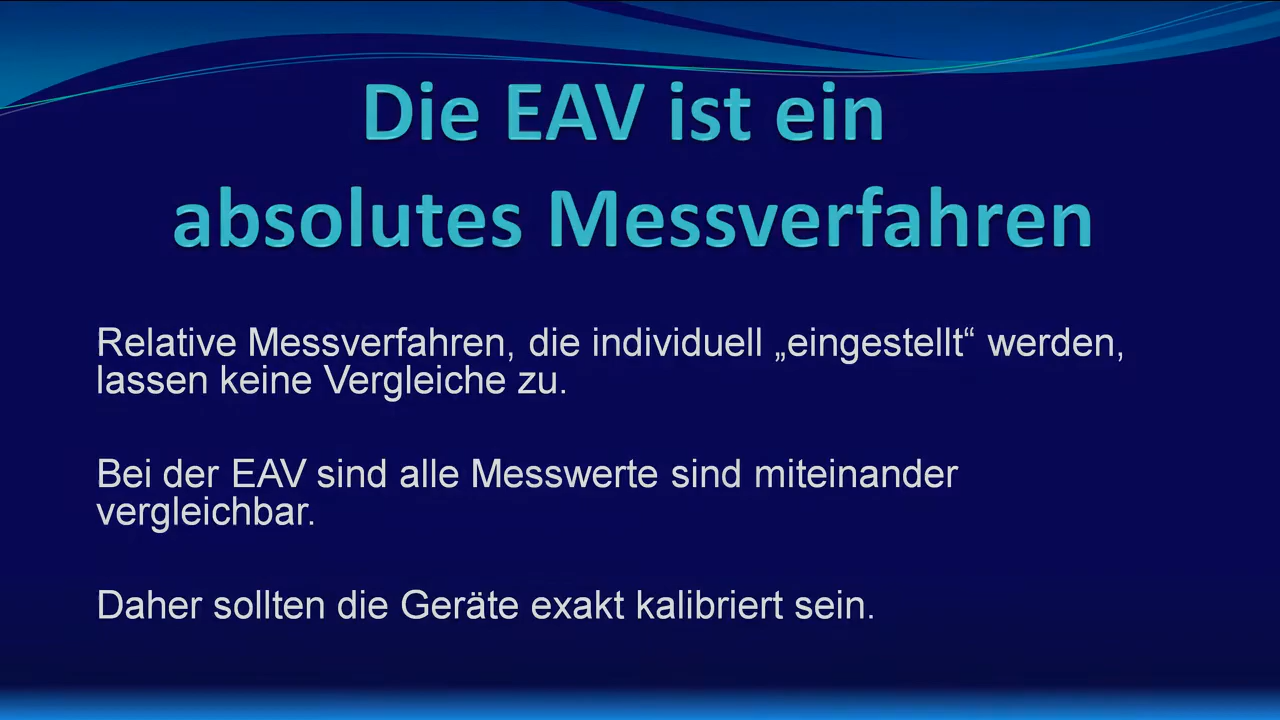 Die EAV ist ein
absolutes Messverfahren
Relative Messverfahren, die individuell „eingestellt“ werden,
lassen keine Vergleiche zu.
Bei der EAV sind alle Messwerte sind miteinander
vergleichbar.
Daher sollten die Geräte exakt kalibriert sein.